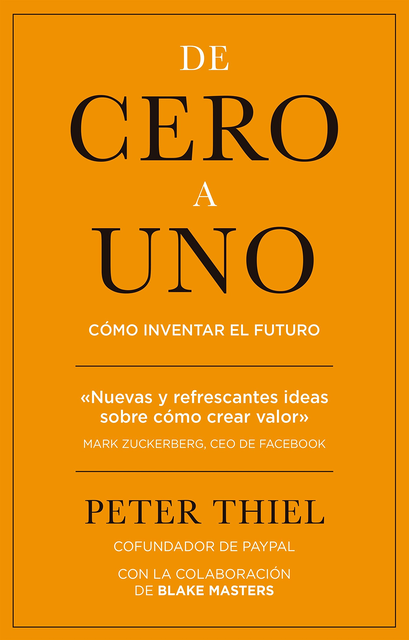 DE
CERO
A
UNO
CÓMO INVENTAR EL FUTURO
«Nuevas y refrescantes ideas
sobre cómo crear valor»
MARK ZUCKERBERG, CEO DE FACEBOOK
PETER THIEL
COFUNDADOR DE PAYPAL
CON LA COLABORACIÓN
DE BLAKE MASTERS